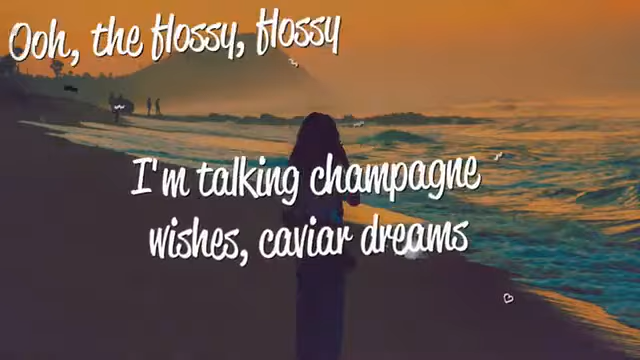 Ooh, the flossy, flossy
I'm talking champagne
wishes, caviar dreams